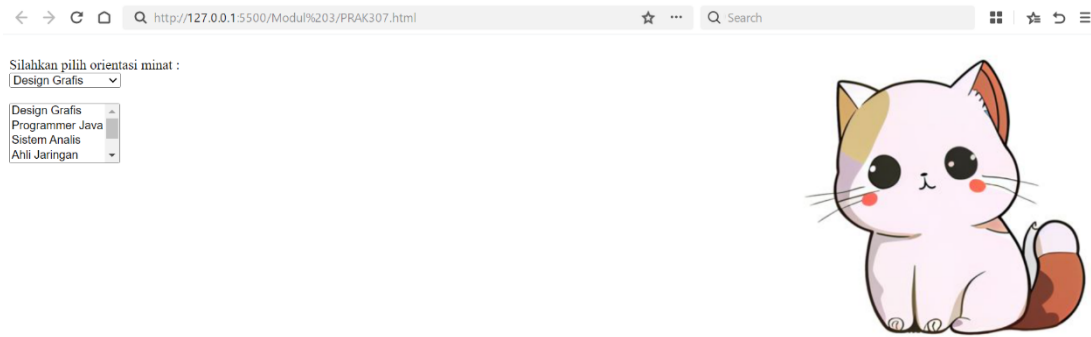 http://127.0.0.1:5500/Modul%203/PRAK307.html
Search
Silahkan pilih orientasi minat :
Design Grafis
Design Grafis
Programmer Java
Sistem Analis
Ahli Jaringan